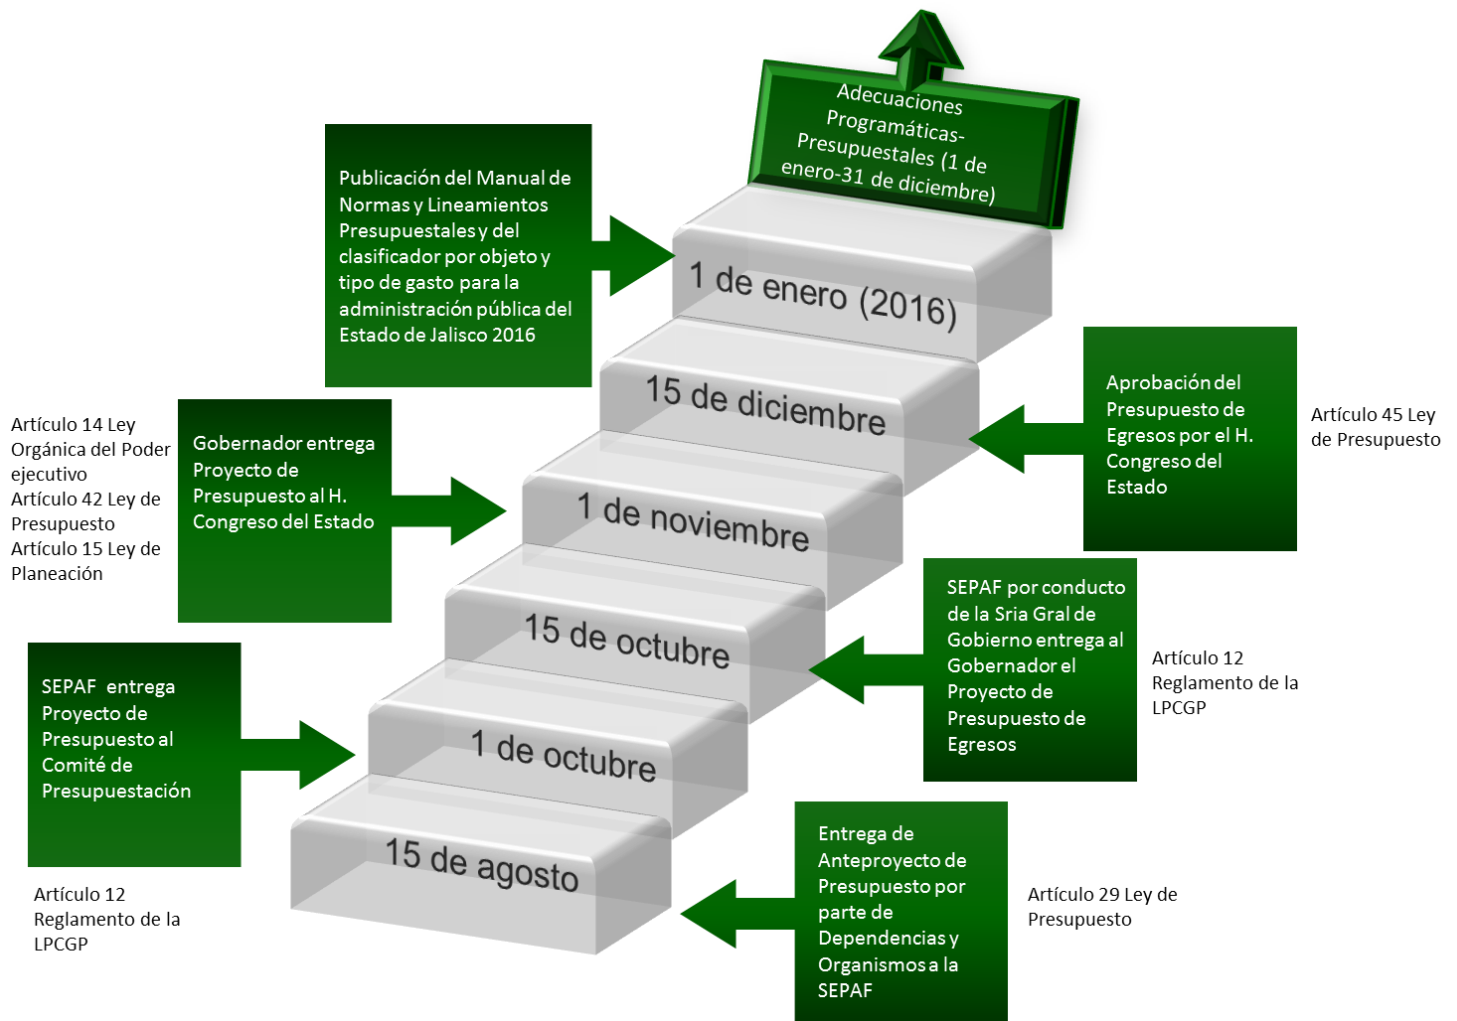 Adecuaciones
Programáticas-
Presupuestales (1 de
enero-31 de diciembre)
Publicación del Manual de
Normas y Lineamientos
Presupuestales y del
clasificador por objeto y
tipo de gasto para la
administración pública del
Estado de Jalisco 2016
1 de enero (2016)
15 de diciembre
Aprobación del
Presupuesto de
Egresos por el H.
Congreso del
Estado
Artículo 45 Ley
de Presupuesto
Artículo 14 Ley
Orgánica del Poder
ejecutivo
Artículo 42 Ley de
Presupuesto
Artículo 15 Ley de
Planeación
Gobernador entrega
Proyecto de
Presupuesto al H.
Congreso del Estado
1 de noviembre
15 de octubre
SEPAF por conducto
de la Sria Gral de
Gobierno entrega al
Gobernador el
Proyecto de
Presupuesto de
Egresos
Artículo 12
Reglamento de la
LPCGP
SEPAF entrega
Proyecto de
Presupuesto al
Comité de
Presupuestación
Artículo 12
Reglamento de la
LPCGP
1 de octubre
15 de agosto
Entrega de
Anteproyecto de
Presupuesto por
parte de
Dependencias y
Organismos a la
SEPAF
Artículo 29 Ley de
Presupuesto